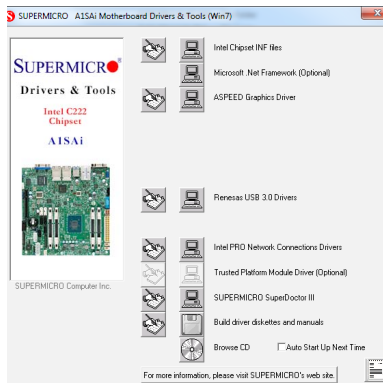 SUPERMICRO A1SAi Motherboard Drivers & Tools (Win7)
SUPERMICRO
Drivers & Tools
Intel C222
Chipset
A1SAi
SUPERMICRO Computer Inc.
Intel Chipset INF files
Microsoft .Net Framework (Optional)
ASPEED Graphics Driver
Renesas USB 3.0 Drivers
Intel PRO Network Connections Drivers
Trusted Platform Module Driver (Optional)
SUPERMICRO SuperDoctor III
Build driver diskettes and manuals
Browse CD
Auto Start Up Next Time
For more information, please visit SUPERMICRO's web site.